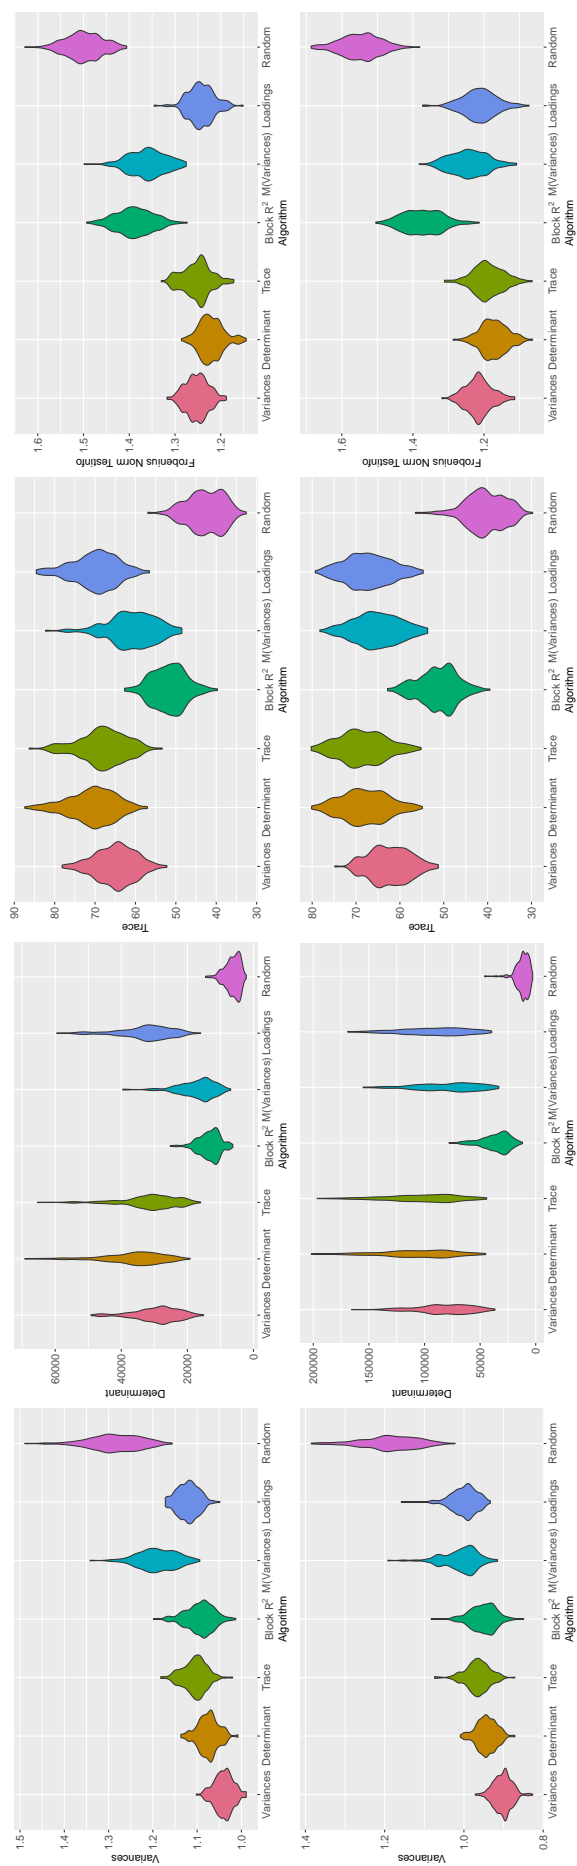 Variances
1.5
1.4
1.3
1.2
1.1
1.0
Variances Determinant Trace Block R² M(Variances) Loadings Random
Algorithm
Determinant
60000
40000
20000
0
Variances Determinant Trace Block R² M(Variances) Loadings Random
Algorithm
Trace
90
80
70
60
50
40
30
Variances Determinant Trace Block R² M(Variances) Loadings Random
Algorithm
Frobenius Norm Testinfo
1.6
1.5
1.4
1.3
1.2
Variances Determinant Trace Block R² M(Variances) Loadings Random
Algorithm
Variances
1.4
1.2
1.0
0.8
Variances Determinant Trace Block R² M(Variances) Loadings Random
Algorithm
Determinant
200000
150000
100000
50000
0
Variances Determinant Trace Block R² M(Variances) Loadings Random
Algorithm
Trace
80
70
60
50
40
30
Variances Determinant Trace Block R² M(Variances) Loadings Random
Algorithm
Frobenius Norm Testinfo
1.6
1.4
1.2
Variances Determinant Trace Block R² M(Variances) Loadings Random
Algorithm